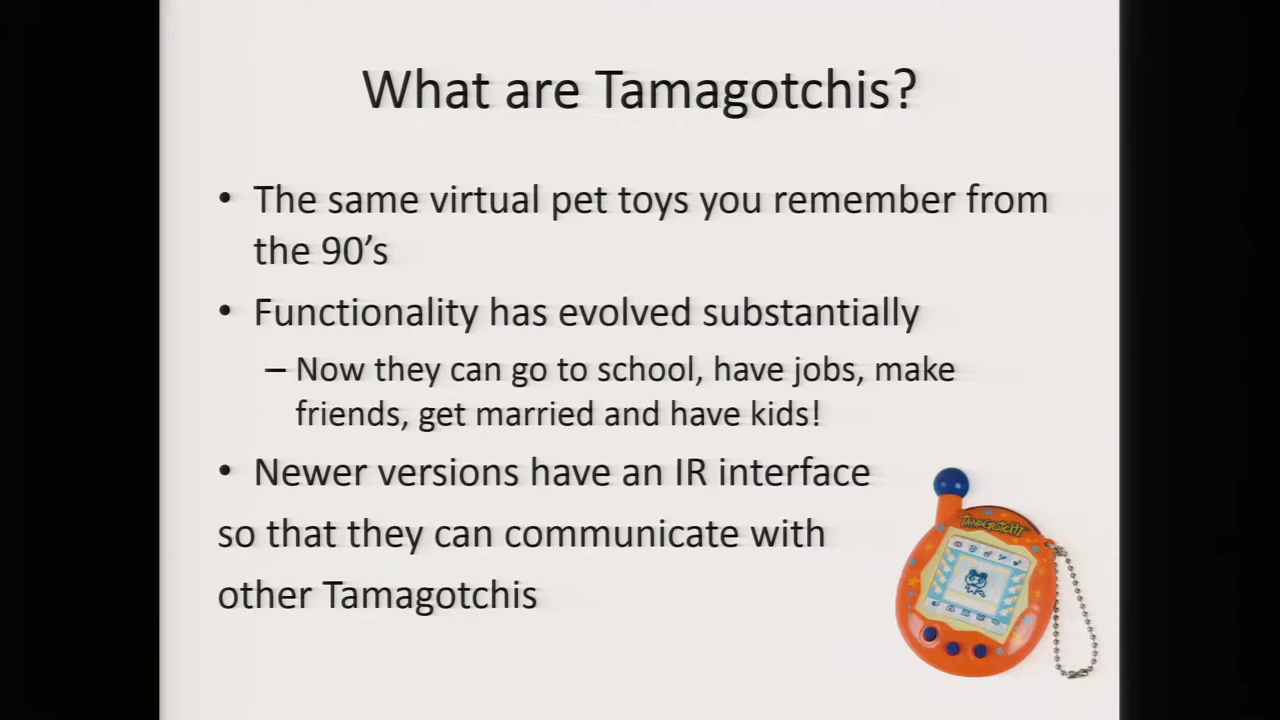 What are Tamagotchis?
• The same virtual pet toys you remember from
the 90’s
• Functionality has evolved substantially
– Now they can go to school, have jobs, make
friends, get married and have kids!
• Newer versions have an IR interface
so that they can communicate with
other Tamagotchis
TAMAGOTCHI